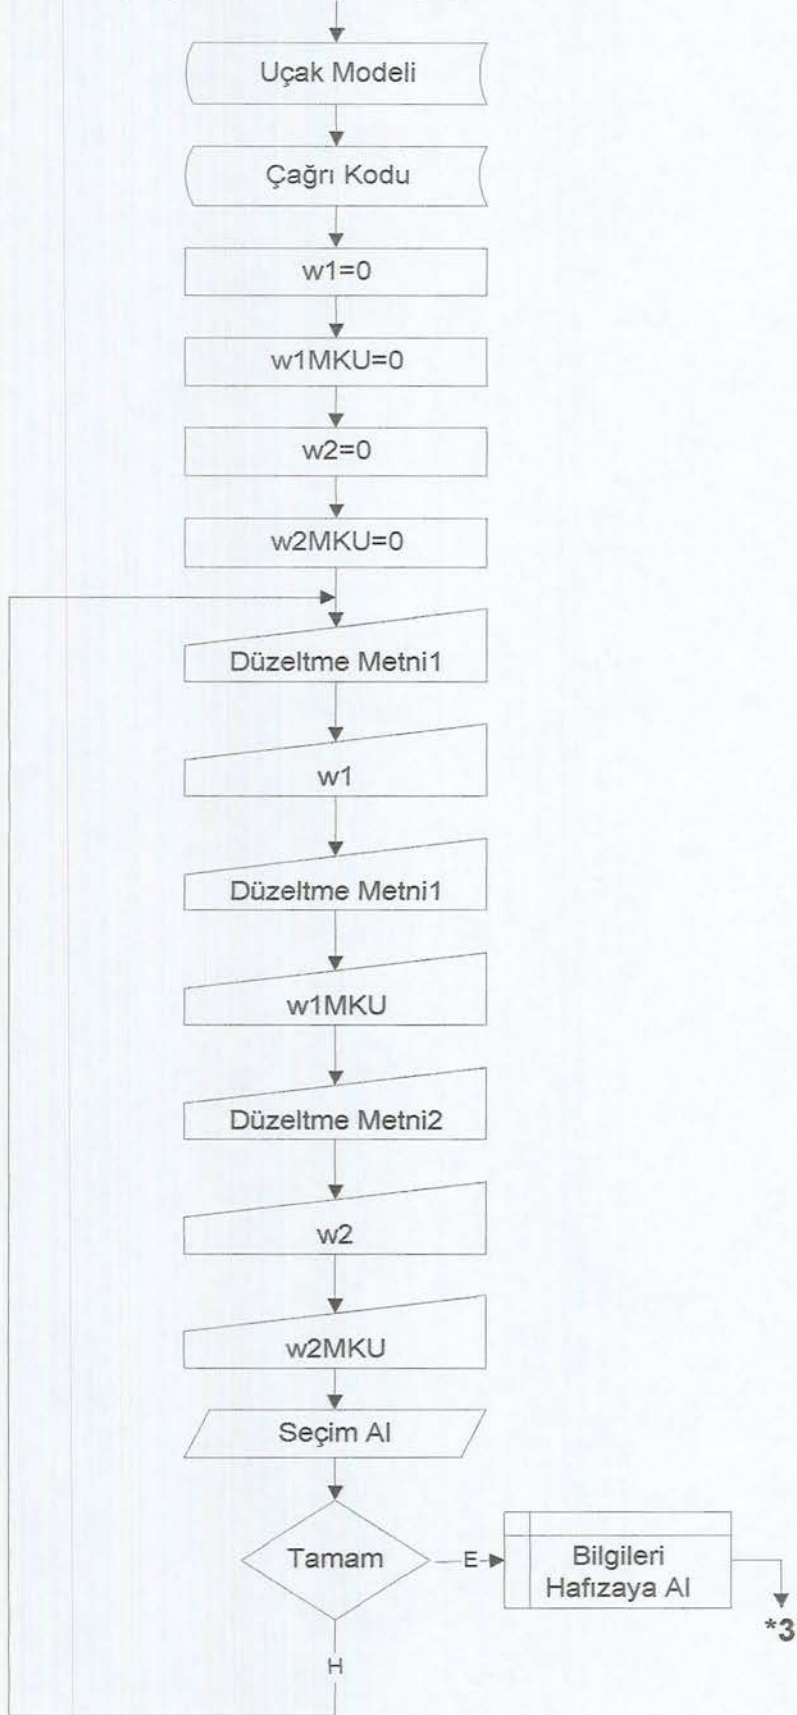 Uçak Modeli
Çağrı Kodu
w1=0
w1MKU=0
w2=0
w2MKU=0
Düzeltme Metni1
w1
Düzeltme Metni1
w1MKU
Düzeltme Metni2
w2
w2MKU
Seçim Al
Tamam
E
Bilgileri
Hafızaya Al
*3
H